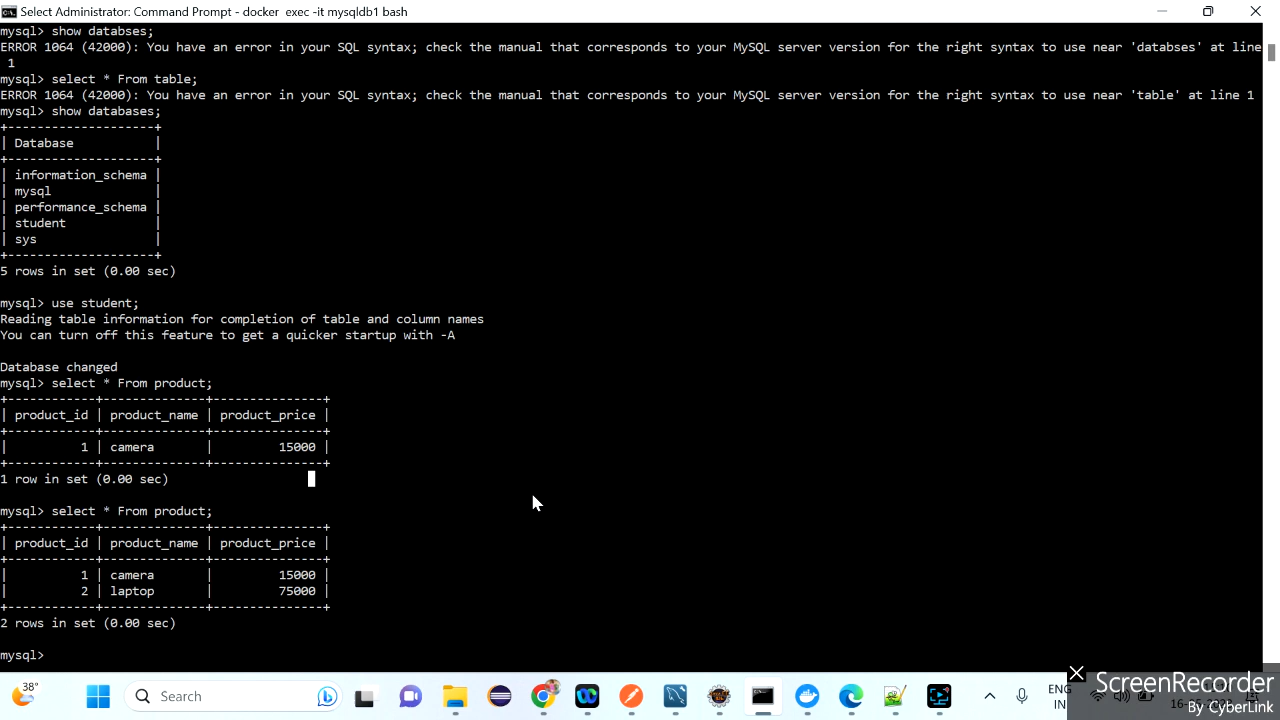 Select Administrator: Command Prompt - docker  exec -it mysqldb1 bash
mysql> show databses;
ERROR 1064 (42000): You have an error in your SQL syntax; check the manual that corresponds to your MySQL server version for the right syntax to use near 'databses' at line
1
mysql> select * From table;
ERROR 1064 (42000): You have an error in your SQL syntax; check the manual that corresponds to your MySQL server version for the right syntax to use near 'table' at line 1
mysql> show databases;
+--------------------+
| Database           |
+--------------------+
| information_schema |
| mysql              |
| performance_schema |
| student            |
| sys                |
+--------------------+
5 rows in set (0.00 sec)
mysql> use student;
Reading table information for completion of table and column names
You can turn off this feature to get a quicker startup with -A
Database changed
mysql> select * From product;
+------------+--------------+---------------+
| product_id | product_name | product_price |
+------------+--------------+---------------+
|          1 | camera       |         15000 |
+------------+--------------+---------------+
1 row in set (0.00 sec)
mysql> select * From product;
+------------+--------------+---------------+
| product_id | product_name | product_price |
+------------+--------------+---------------+
|          1 | camera       |         15000 |
|          2 | laptop       |         75000 |
+------------+--------------+---------------+
2 rows in set (0.00 sec)
mysql>
38°
Search
ENG
IN
ScreenRecorder
By CyberLink